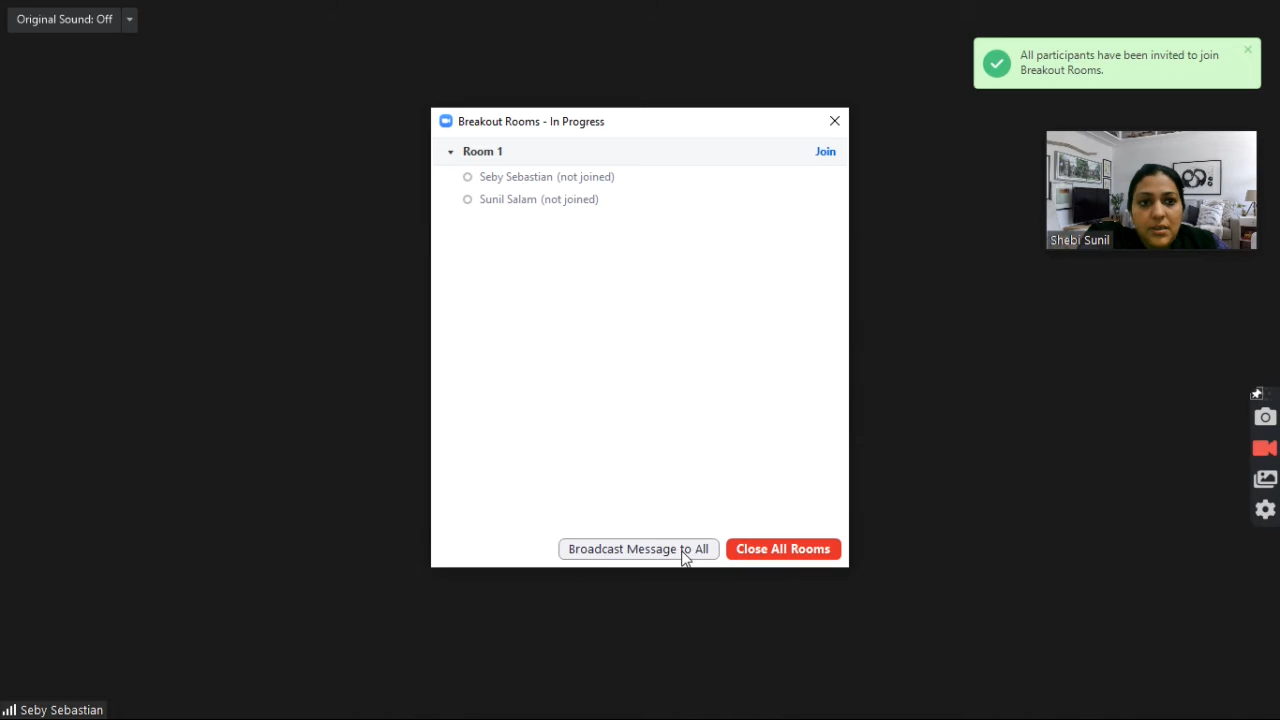 Original Sound: Off
All participants have been invited to join
Breakout Rooms.
Breakout Rooms - In Progress
Room 1
Join
Seby Sebastian (not joined)
Sunil Salam (not joined)
Shebi Sunil
Broadcast Message to All
Close All Rooms
Seby Sebastian